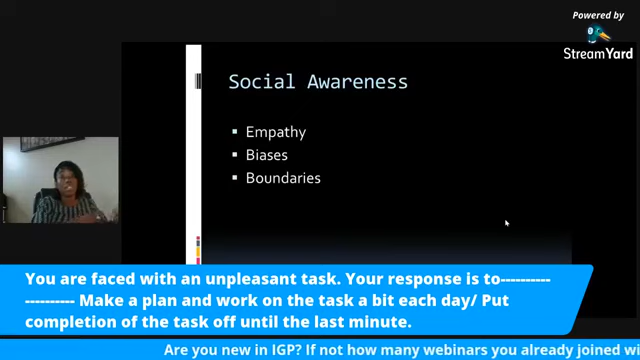 Powered by
StreamYard
Social Awareness
Empathy
Biases
Boundaries
You are faced with an unpleasant task. Your response is to----------
------------------- Make a plan and work on the task a bit each day/ Put
completion of the task off until the last minute.
Are you new in IGP? If not how many webinars you already joined wi